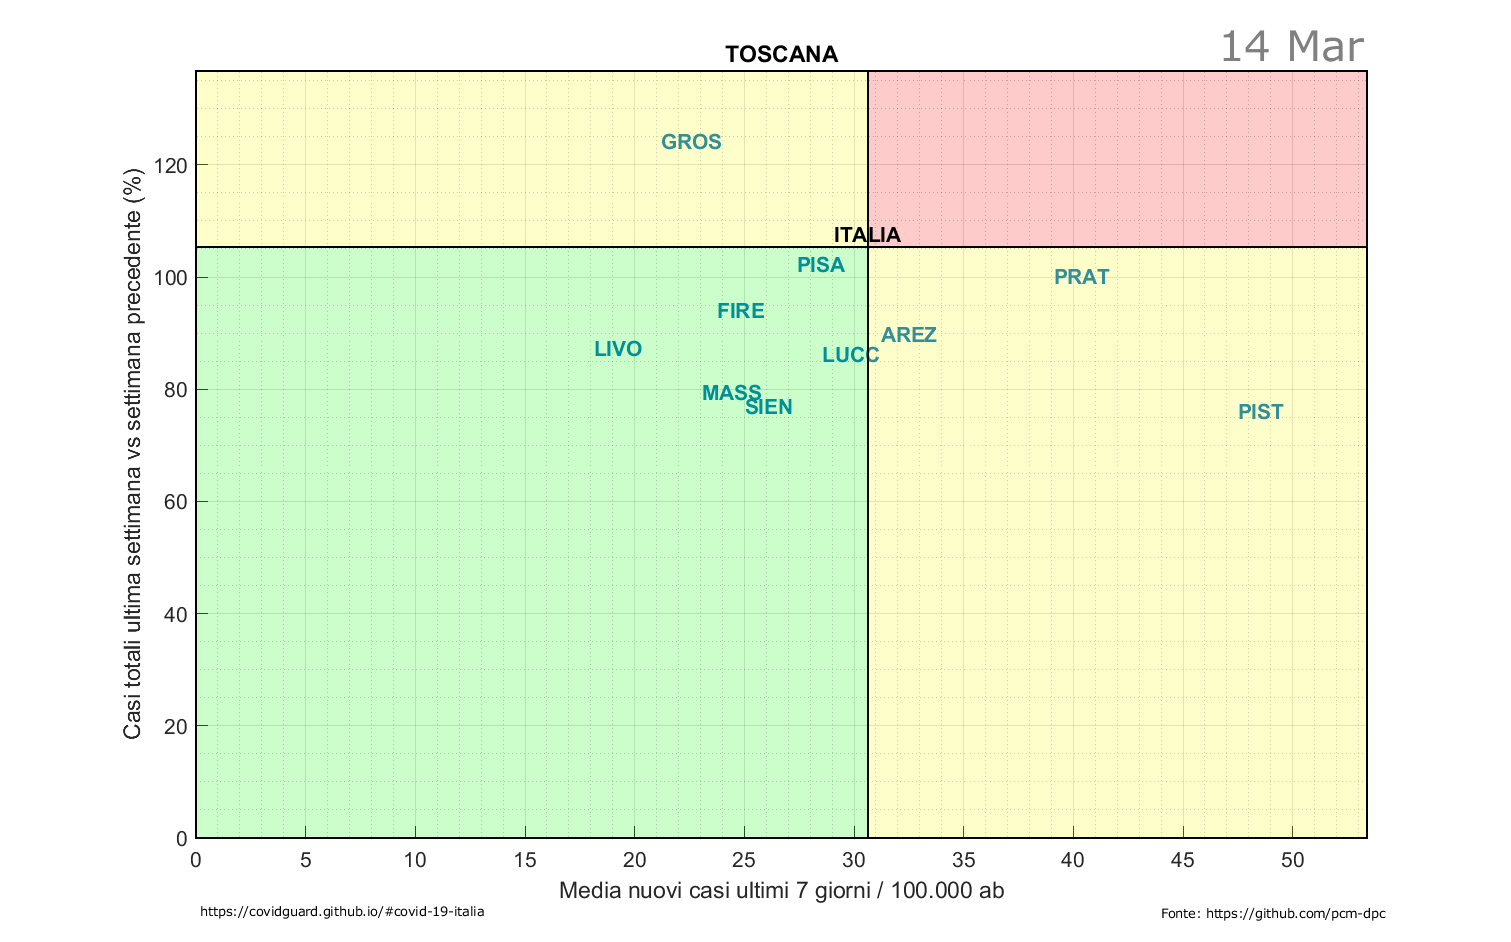 TOSCANA
14 Mar
Casi totali ultima settimana vs settimana precedente (%)
120
100
80
60
40
20
0
GROS
ITALIA
PISA
PRAT
FIRE
AREZ
LIVO
LUCC
MASS
SIEN
PIST
0 5 10 15 20 25 30 35 40 45 50
Media nuovi casi ultimi 7 giorni / 100.000 ab
https://covidguard.github.io/#covid-19-italia
Fonte: https://github.com/pcm-dpc